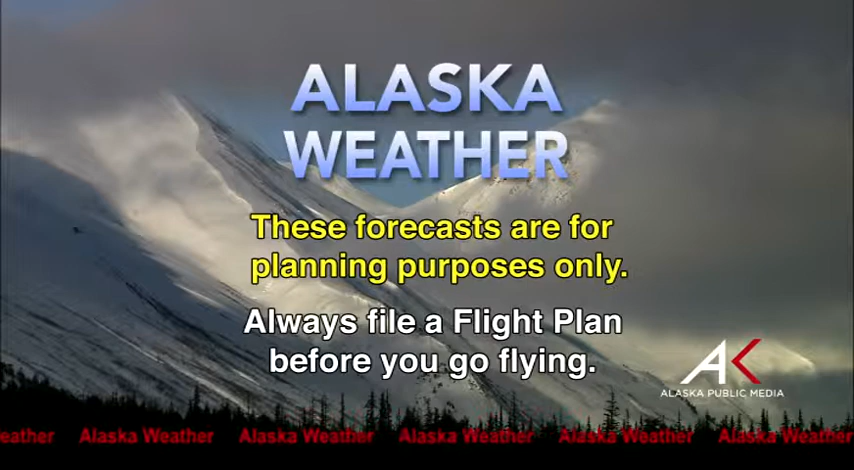 ALASKA
WEATHER
These forecasts are for
planning purposes only.
Always file a Flight Plan
before you go flying.
AK
ALASKA PUBLIC MEDIA
eather Alaska Weather Alaska Weather Alaska Weather Alaska Weather Alaska Weather